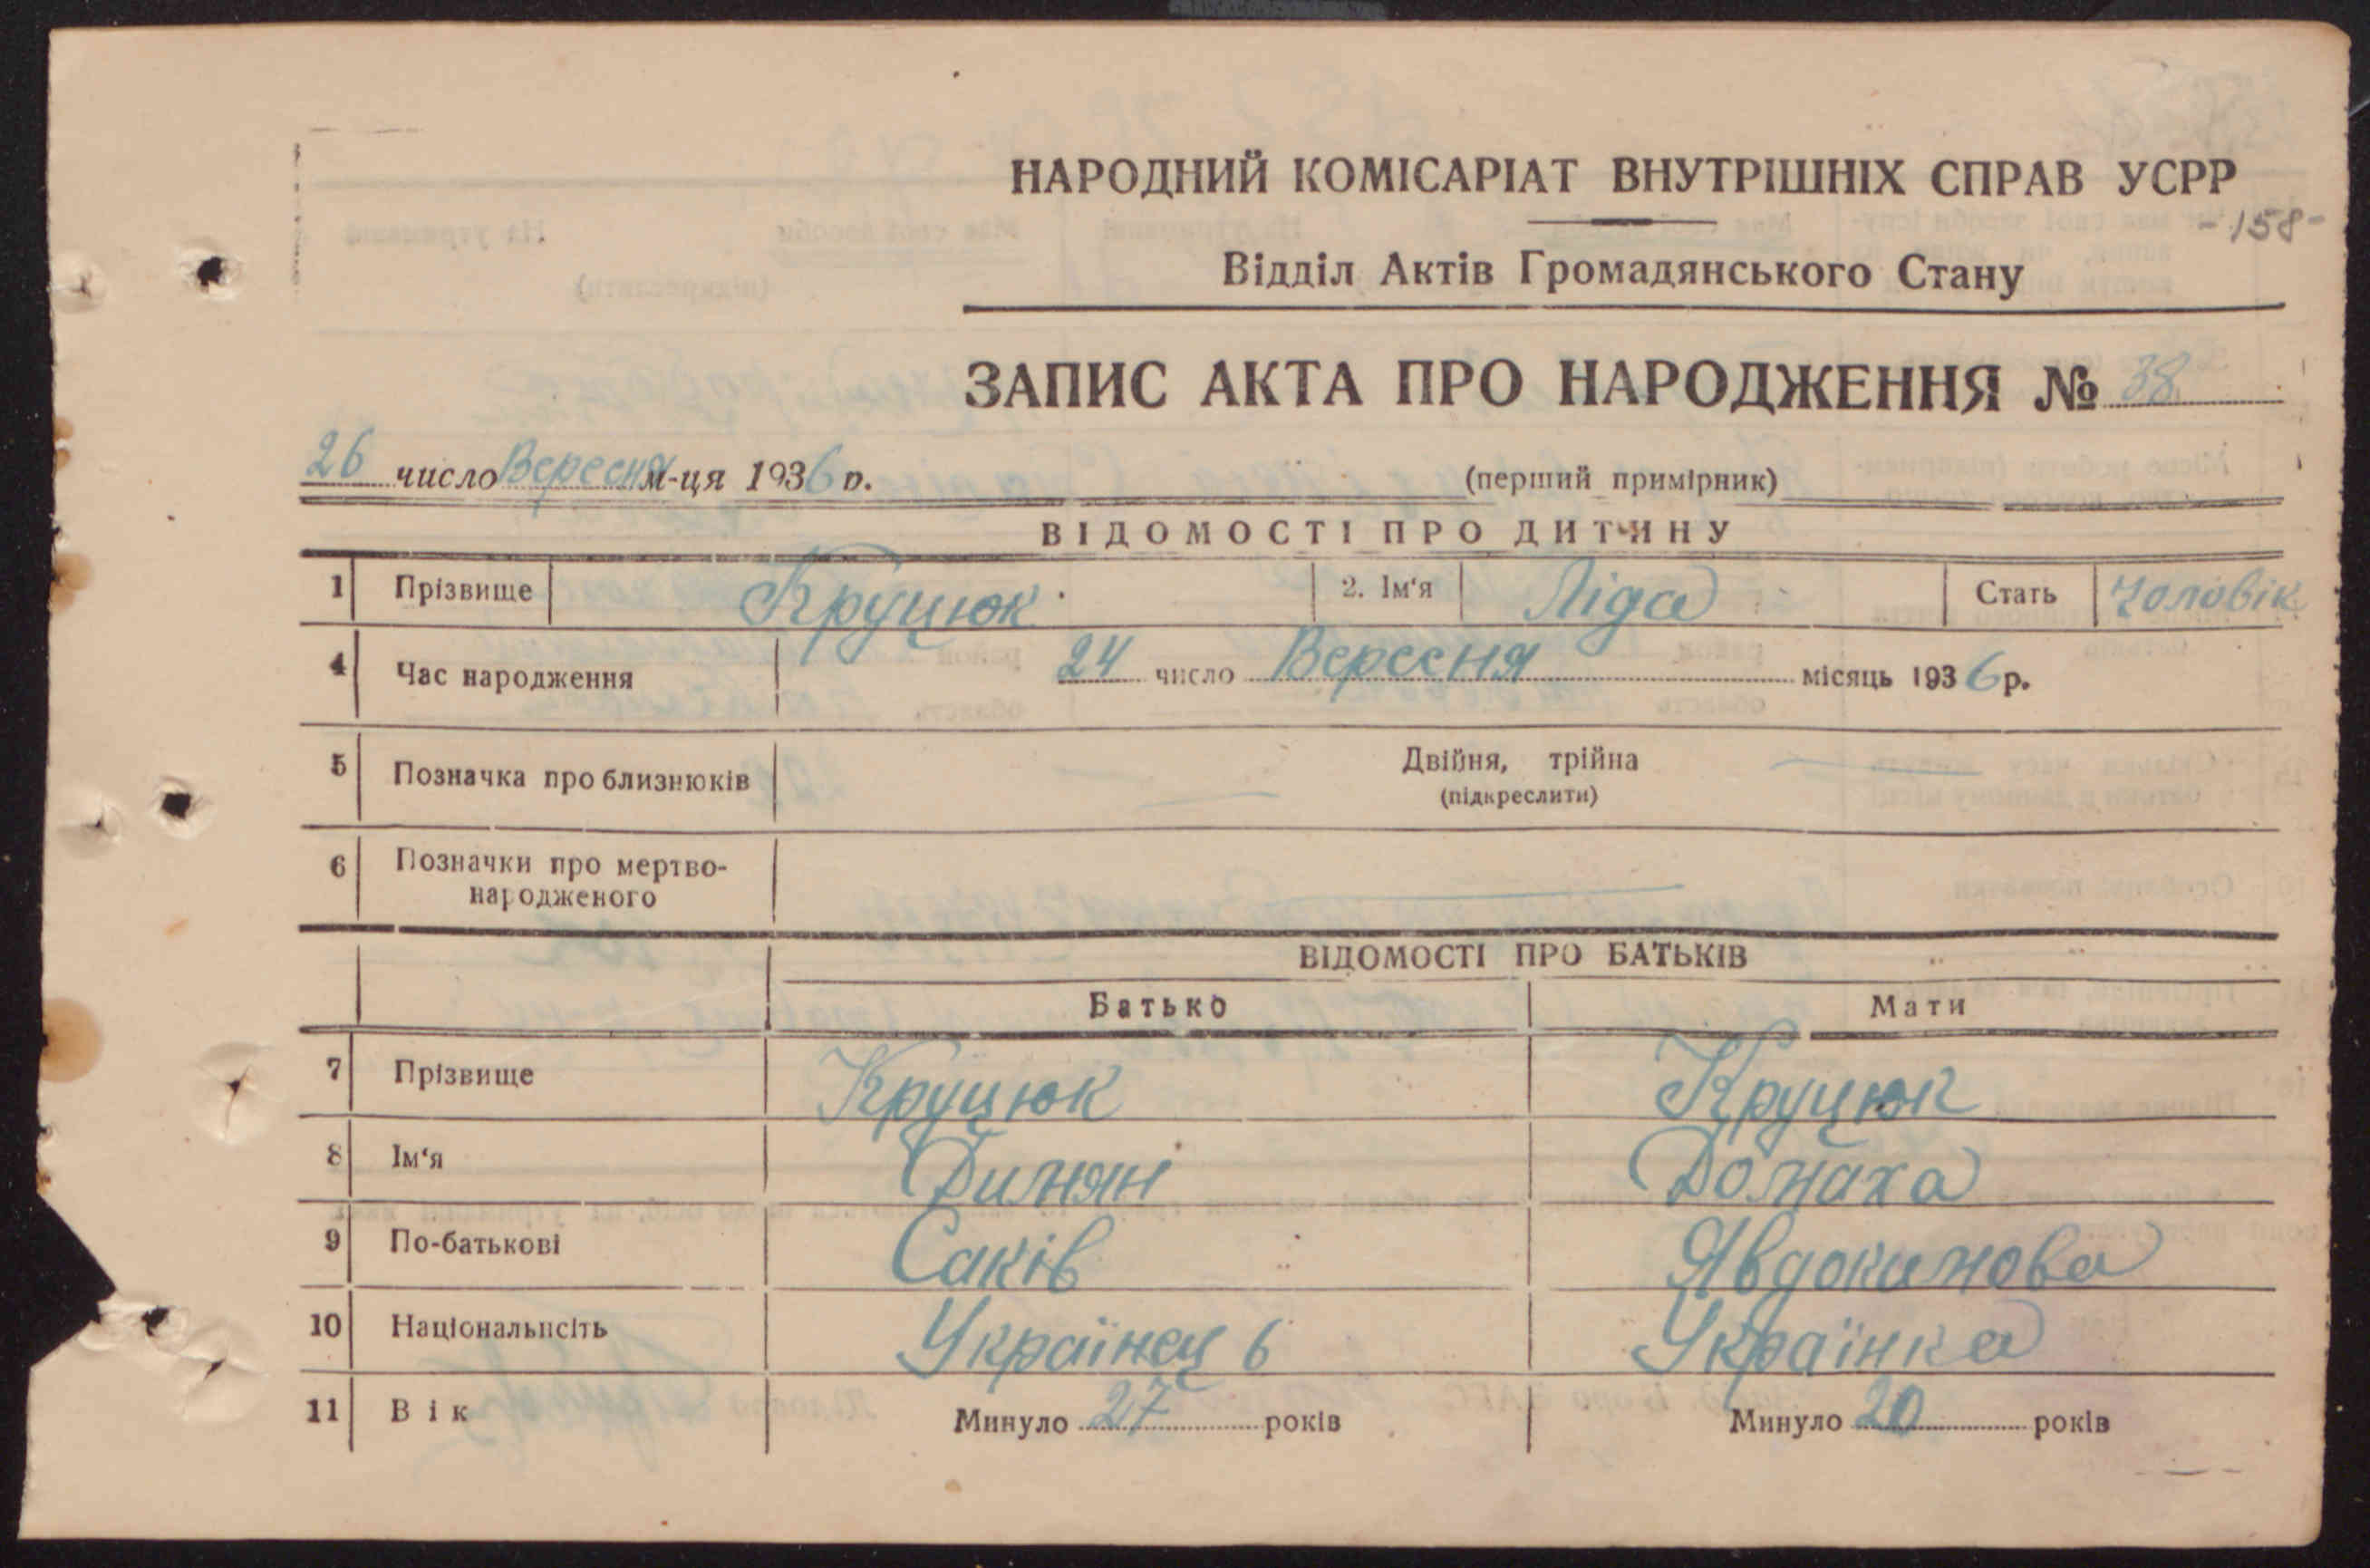 НАРОДНИЙ КОМІСАРІАТ ВНУТРІШНІХ СПРАВ УСРР
-158-
Відділ Актів Громадянського Стану
ЗАПИС АКТА ПРО НАРОДЖЕННЯ № 38
26 число Вересня м-ця 1936 р.
(перший примірник)
ВІДОМОСТІ ПРО ДИТИНУ
1 Прізвище Круцюк 2. Ім'я Ліда Стать Чоловік
4 Час народження 24 число Вересня місяць 1936 р.
5 Позначка про близнюків Двійня, трійна
(підкреслити)
6 Позначки про мертво-
народженого
ВІДОМОСТІ ПРО БАТЬКІВ
Батько Мати
7 Прізвище Круцюк Круцюк
8 Ім'я Димян Домаха
9 По-батькові Саків Явдокимова
10 Національнсіть Українец ь Українка
11 Вік Минуло 27 років Минуло 20 років